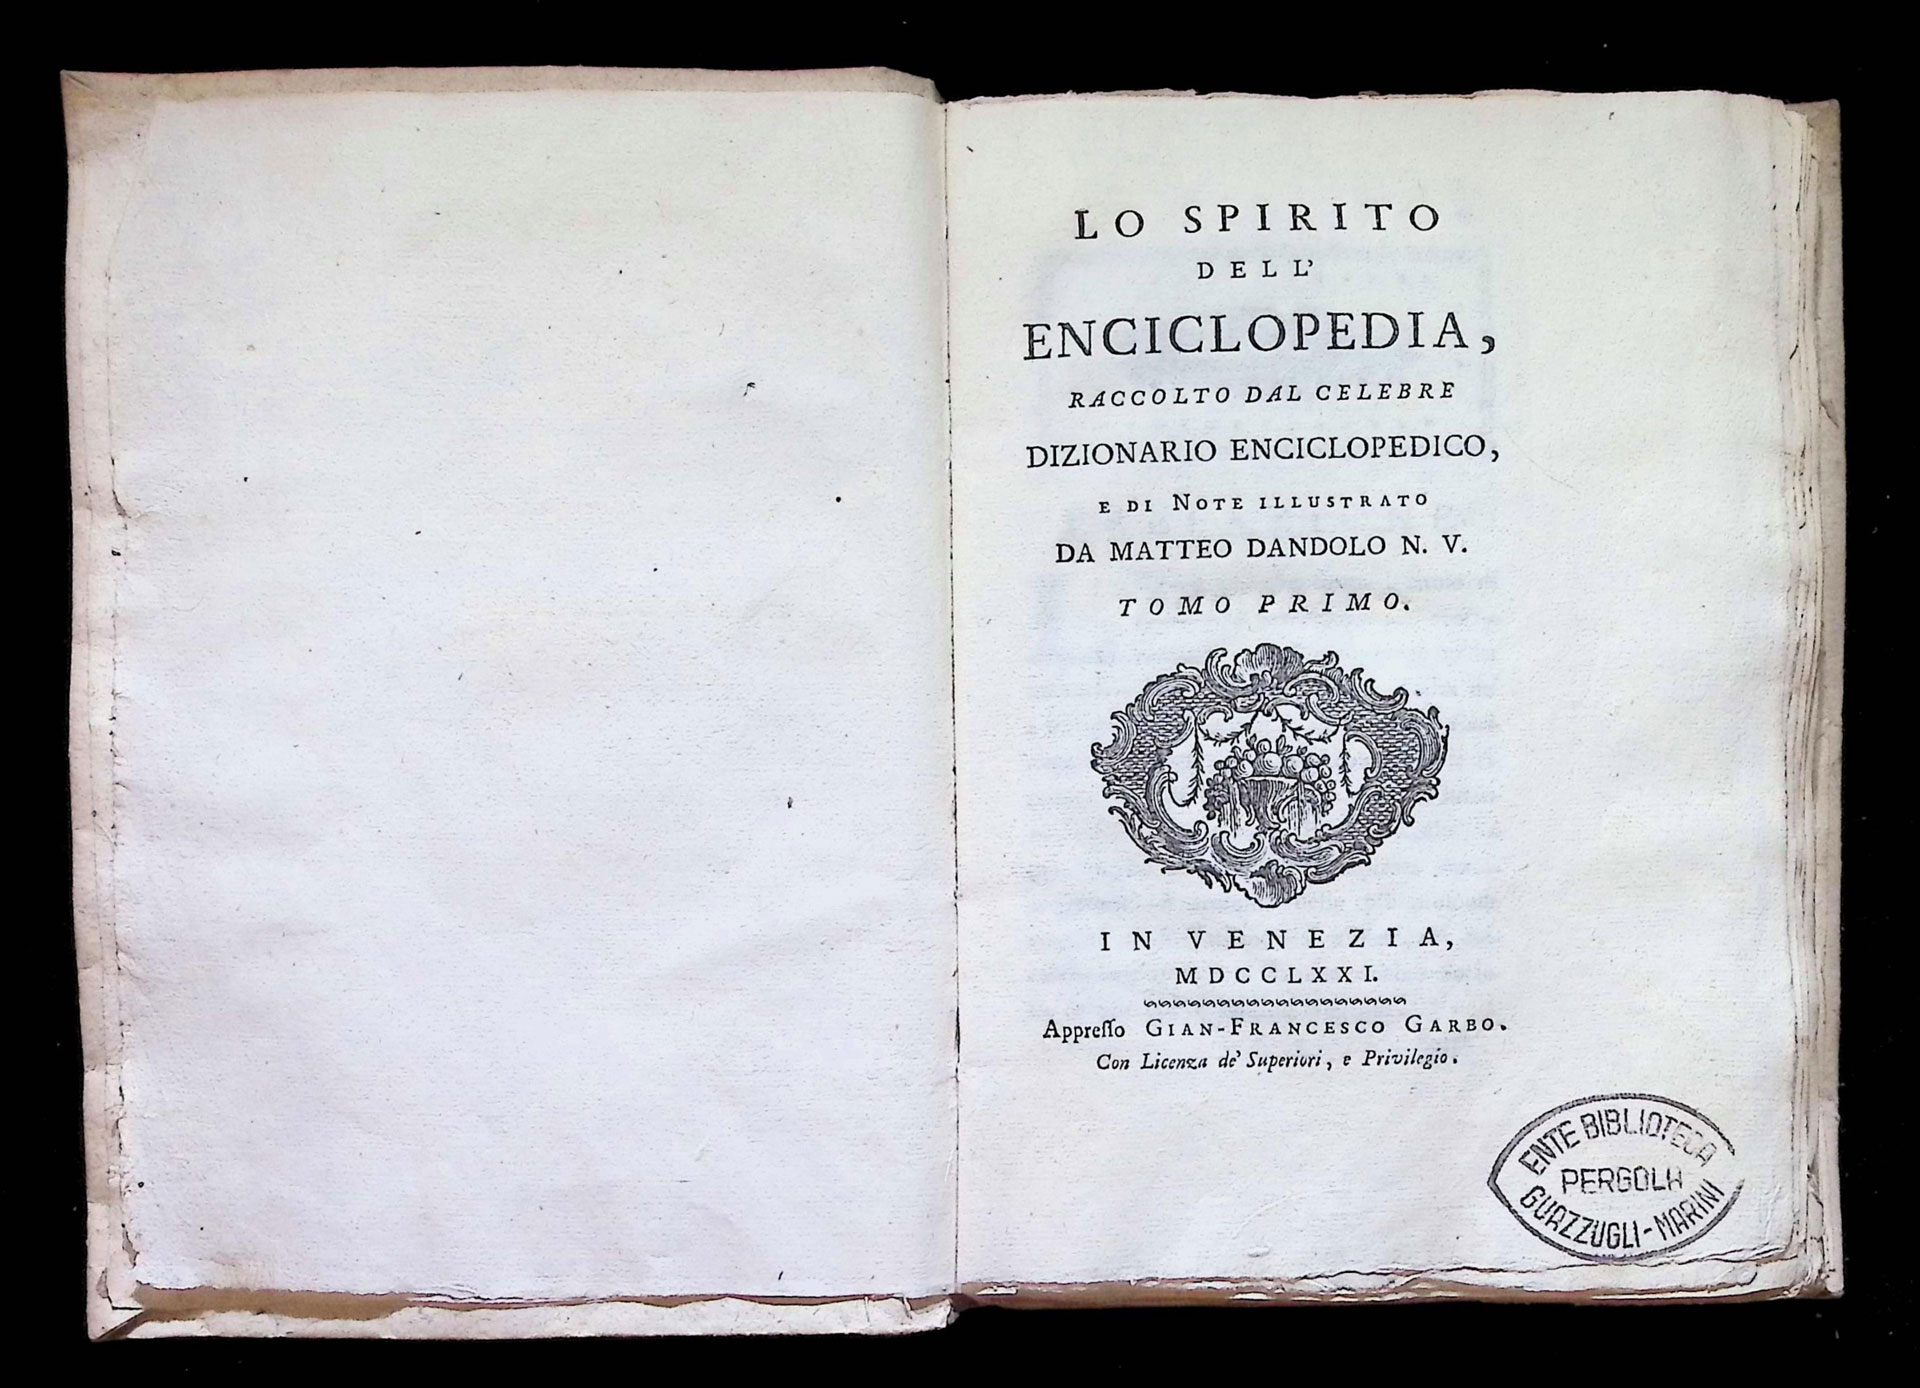 LO SPIRITO
DELL'
ENCICLOPEDIA,
RACCOLTO DAL CELEBRE
DIZIONARIO ENCICLOPEDICO,
E DI NOTE ILLUSTRATO
DA MATTEO DANDOLO N. V.
TOMO PRIMO.
IN VENEZIA,
MDCCLXXI.
Appreſſo GIAN-FRANCESCO GARBO.
Con Licenza de' Superiori, e Privilegio.
ENTE BIBLIOTECA
PERGOLA
GUAZZUGLI-MARINI